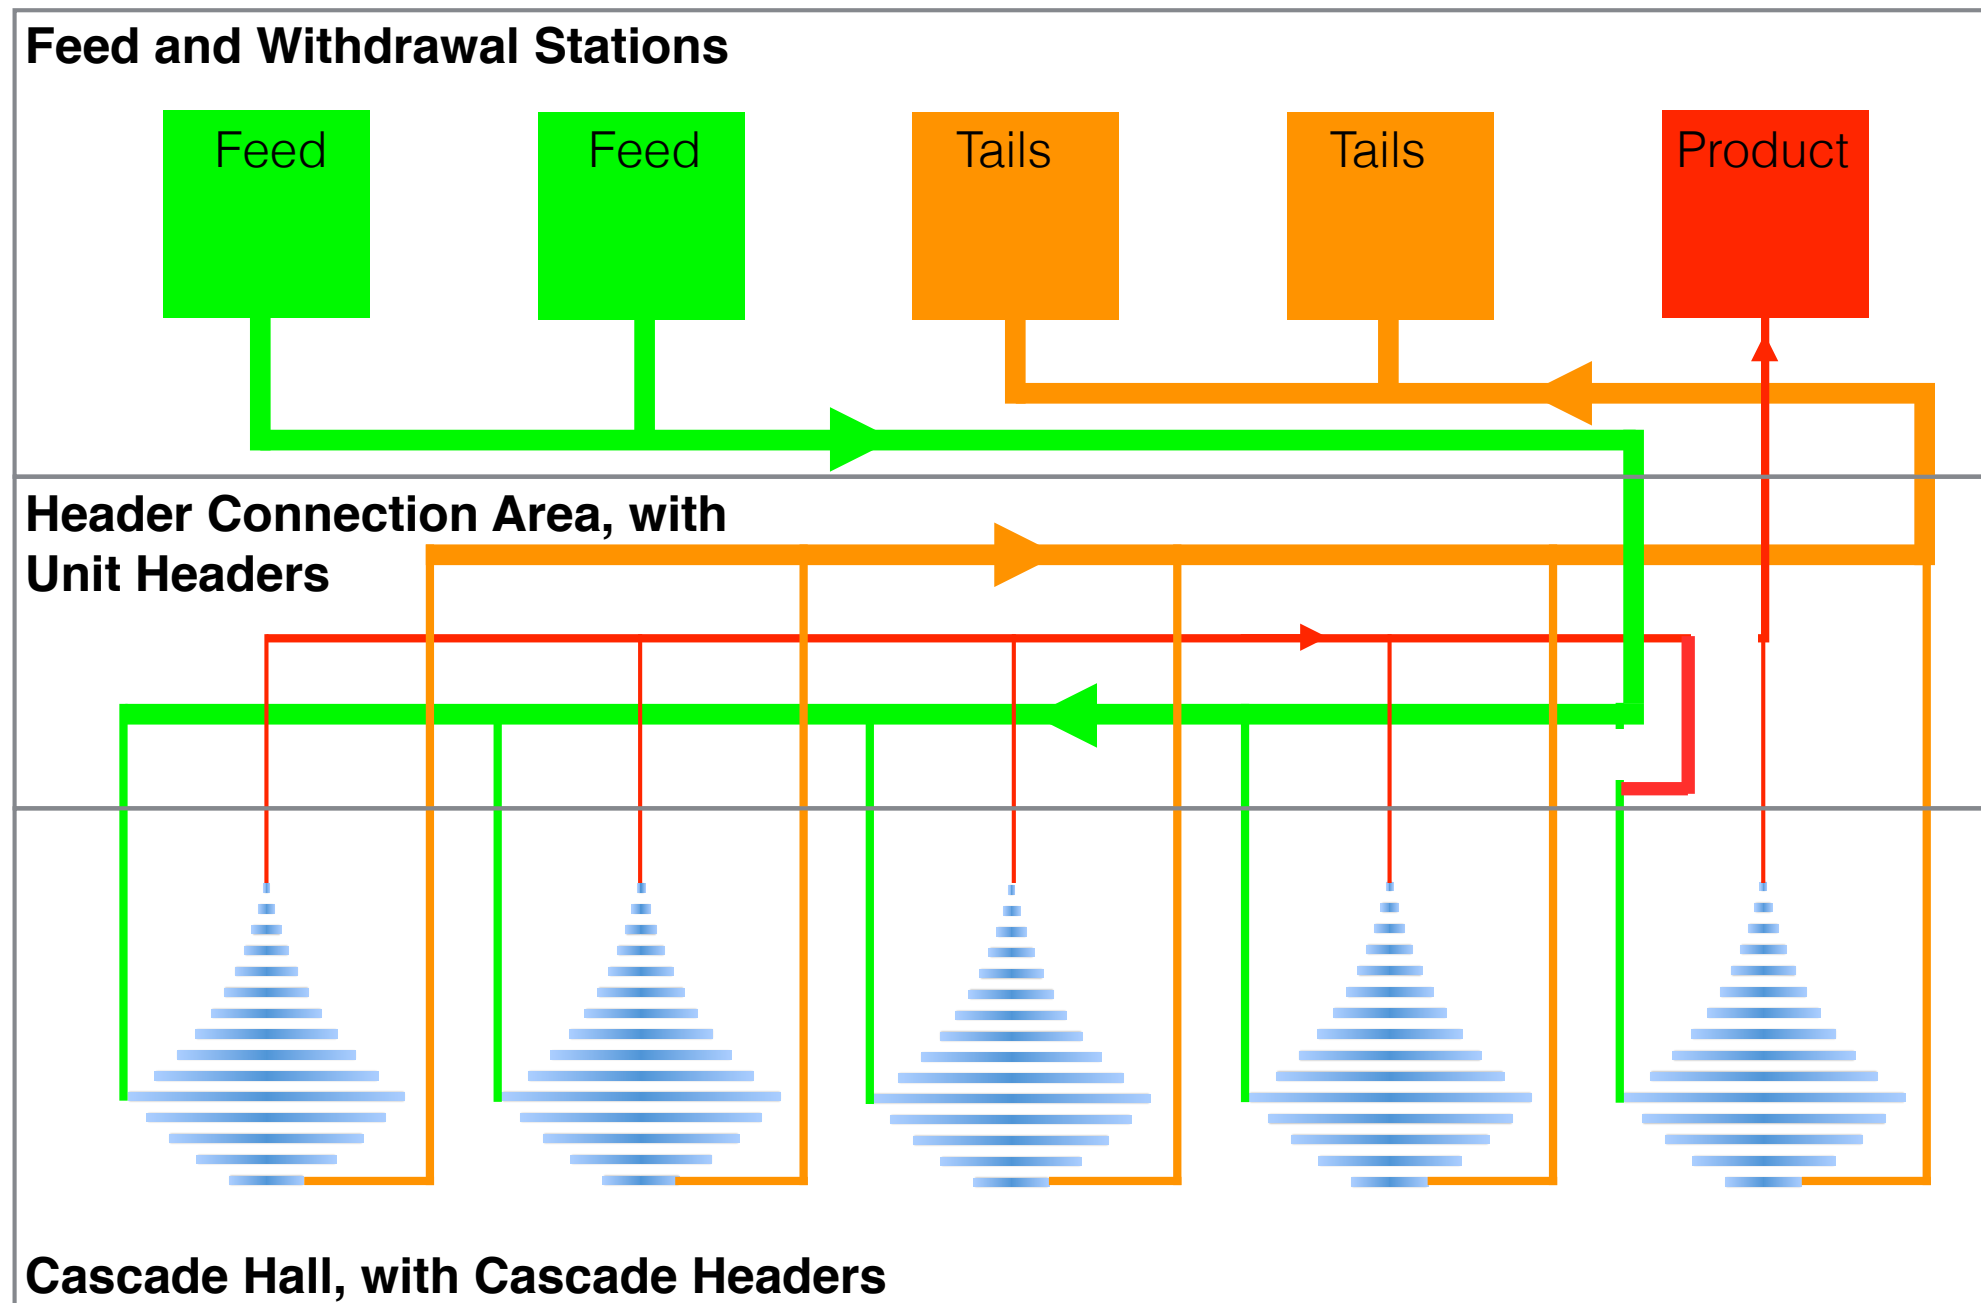 Feed and Withdrawal Stations
Feed
Feed
Tails
Tails
Product
Header Connection Area, with
Unit Headers
Cascade Hall, with Cascade Headers